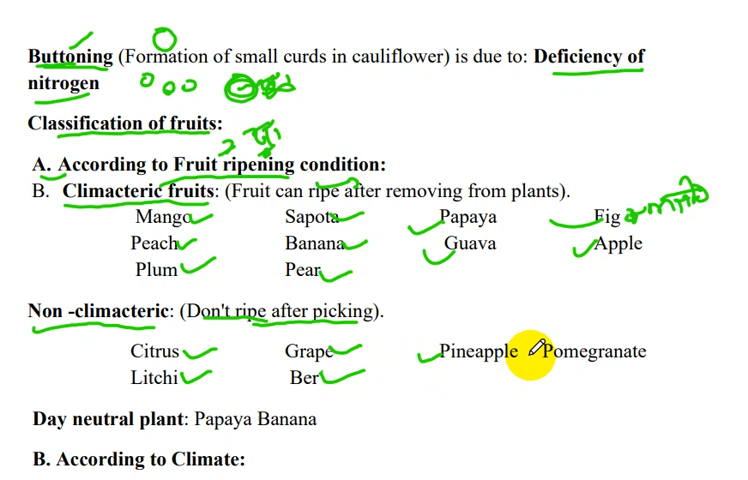 Buttoning (Formation of small curds in cauliflower) is due to: Deficiency of
nitrogen
Classification of fruits:
A. According to Fruit ripening condition:
B. Climacteric fruits: (Fruit can ripe after removing from plants).
Mango Sapota Papaya Fig
Peach Banana Guava Apple
Plum Pear
Non -climacteric: (Don't ripe after picking).
Citrus Grape Pineapple Pomegranate
Litchi Ber
Day neutral plant: Papaya Banana
B. According to Climate: